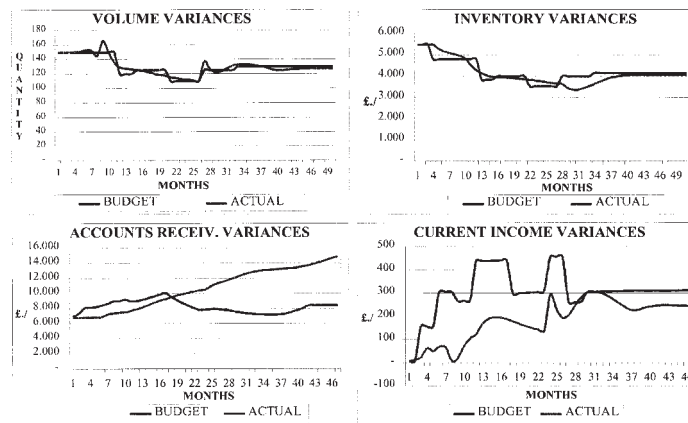 VOLUME VARIANCES
180
160
140
120
100
80
60
40
20
-
QUANTITY
1 4 7 10 13 16 19 22 25 28 31 34 37 40 43 46 49
MONTHS
BUDGET ACTUAL
INVENTORY VARIANCES
6.000
5.000
4.000
3.000
2.000
1.000
-
£./
1 4 7 10 13 16 19 22 25 28 31 34 37 40 43 46 49
MONTHS
BUDGET ACTUAL
ACCOUNTS RECEIV. VARIANCES
16.000
14.000
12.000
10.000
8.000
6.000
4.000
2.000
-
£./
1 4 7 10 13 16 19 22 25 28 31 34 37 40 43 46
MONTHS
BUDGET ACTUAL
CURRENT INCOME VARIANCES
500
400
300
200
100
-
-100
£./
1 4 7 10 13 16 19 22 25 28 31 34 37 40 43 46
MONTHS
BUDGET ACTUAL